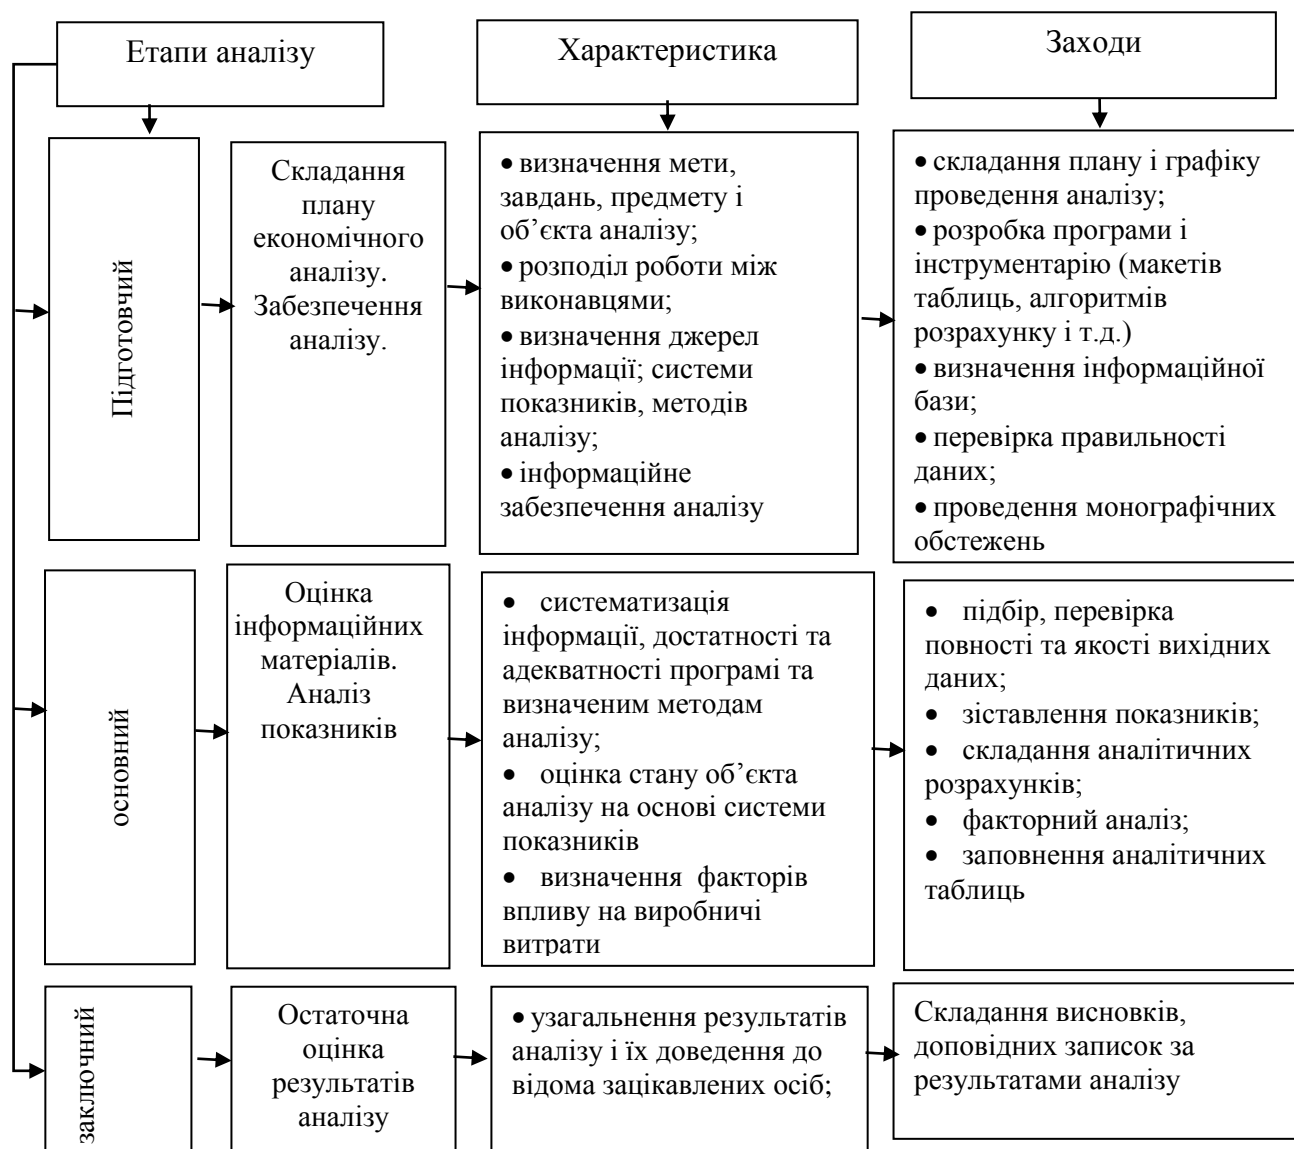 Етапи аналізу
Характеристика
Заходи
Підготовчий
Складання
плану
економічного
аналізу.
Забезпечення
аналізу.
• визначення мети,
завдань, предмету і
об’єкта аналізу;
• розподіл роботи між
виконавцями;
• визначення джерел
інформації; системи
показників, методів
аналізу;
• інформаційне
забезпечення аналізу
• складання плану і графіку
проведення аналізу;
• розробка програми і
інструментарію (макетів
таблиць, алгоритмів
розрахунку і т.д.)
• визначення інформаційної
бази;
• перевірка правильності
даних;
• проведення монографічних
обстежень
основний
Оцінка
інформаційних
матеріалів.
Аналіз
показників
• систематизація
інформації, достатності та
адекватності програмі та
визначеним методам
аналізу;
• оцінка стану об’єкта
аналізу на основі системи
показників
• визначення факторів
впливу на виробничі
витрати
• підбір, перевірка
повноти та якості вихідних
даних;
• зіставлення показників;
• складання аналітичних
розрахунків;
• факторний аналіз;
• заповнення аналітичних
таблиць
заключний
Остаточна
оцінка
результатів
аналізу
• узагальнення результатів
аналізу і їх доведення до
відома зацікавлених осіб;
Складання висновків,
доповідних записок за
результатами аналізу